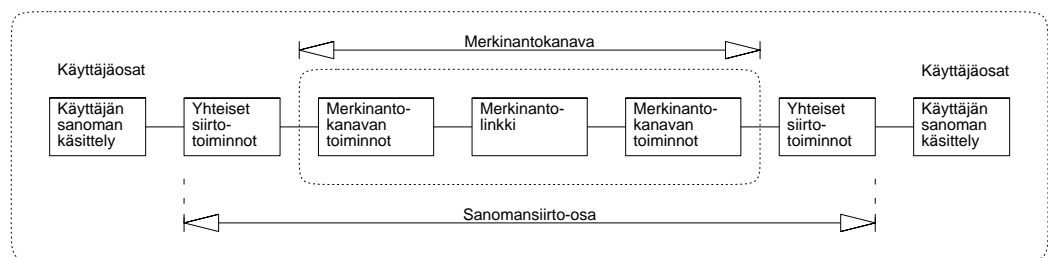 Merkinantokanava
Käyttäjäosat
Käyttäjäosat
Käyttäjän
sanoman
käsittely
Yhteiset
siirto-
toiminnot
Merkinanto-
kanavan
toiminnot
Merkinanto-
linkki
Merkinanto-
kanavan
toiminnot
Yhteiset
siirto-
toiminnot
Käyttäjän
sanoman
käsittely
Sanomansiirto-osa